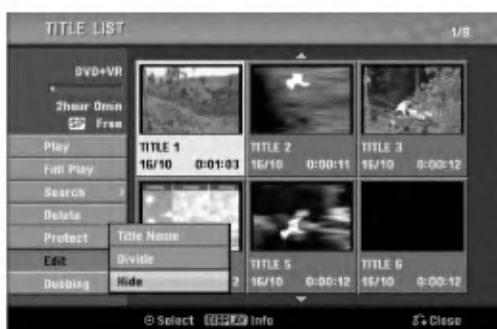 TITLE LIST
1/9
DVD+VR
2hour 0min
SP Free
Play
Full Play
Search >
Delete
Protect
Edit
Dubbing
Title Name
Divide
Hide
TITLE 1
16/10 0:01:03
TITLE 2
16/10 0:00:11
TITLE 3
16/10 0:00:12
2
TITLE 5
16/10 0:00:12
TITLE 6
16/10 0:00:12
Select DISPLAY Info
Close